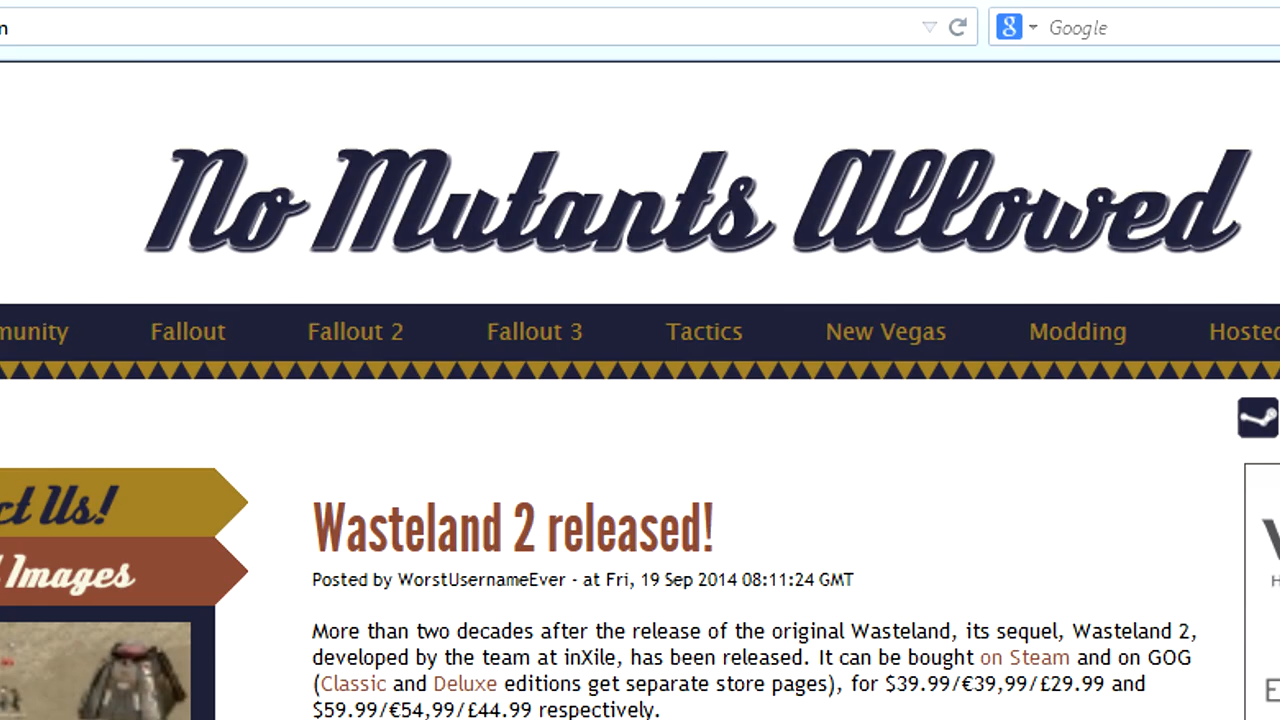 Google
No Mutants Allowed
Fallout Fallout 2 Fallout 3 Tactics New Vegas Modding Hosted
Us!
Images
Wasteland 2 released!
Posted by WorstUsernameEver - at Fri, 19 Sep 2014 08:11:24 GMT
More than two decades after the release of the original Wasteland, its sequel, Wasteland 2,
developed by the team at inXile, has been released. It can be bought on Steam and on GOG
(Classic and Deluxe editions get separate store pages), for $39.99/€39,99/£29.99 and
$59.99/€54,99/£44.99 respectively.